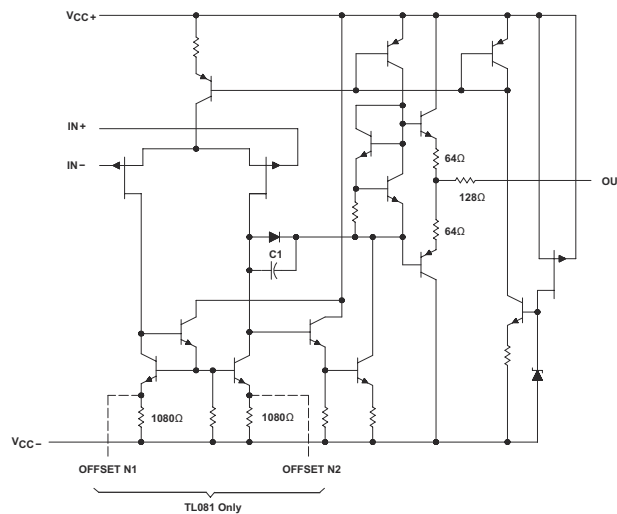 VCC+
IN+
IN−
64Ω
128Ω
OU
64Ω
C1
1080Ω
1080Ω
VCC−
OFFSET N1
OFFSET N2
TL081 Only